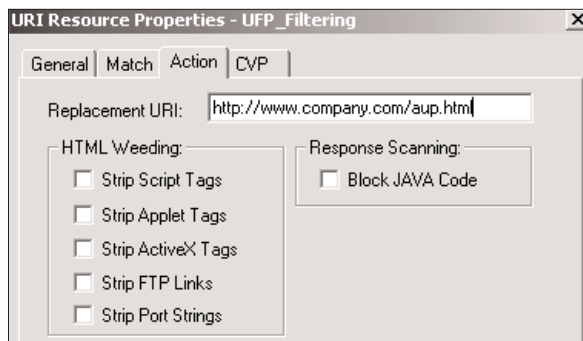 URI Resource Properties - UFP_Filtering
General Match Action CVP
Replacement URI: http://www.company.com/aup.html
HTML Weeding:
Strip Script Tags
Strip Applet Tags
Strip ActiveX Tags
Strip FTP Links
Strip Port Strings
Response Scanning:
Block JAVA Code